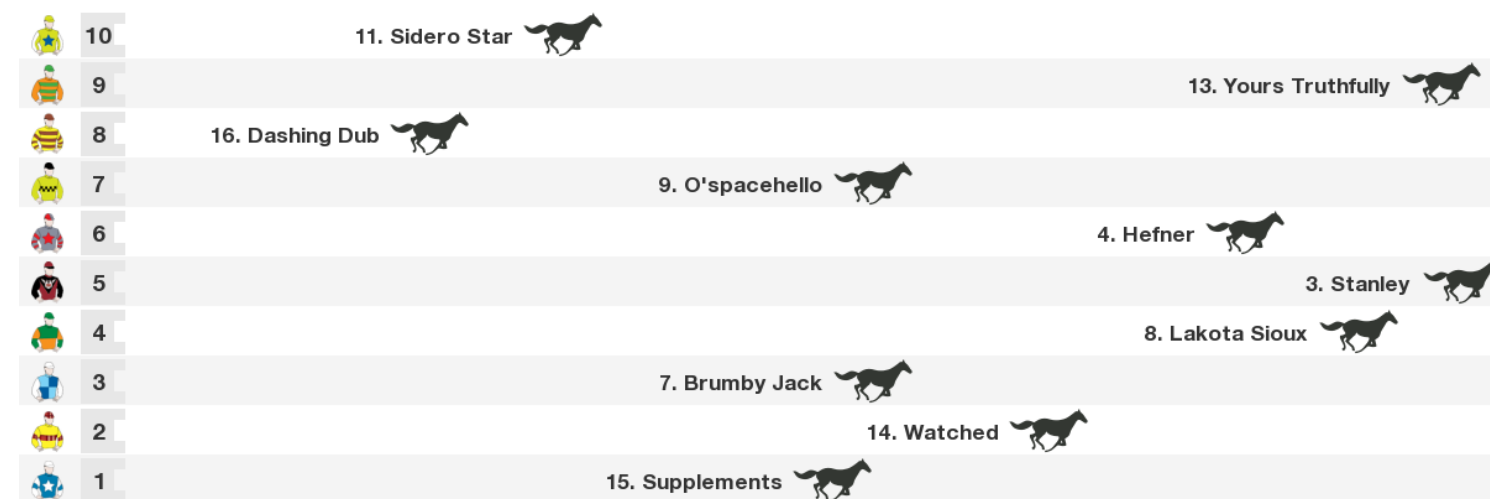 10 11. Sidero Star
9 13. Yours Truthfully
8 16. Dashing Dub
7 9. O'spacehello
6 4. Hefner
5 3. Stanley
4 8. Lakota Sioux
3 7. Brumby Jack
2 14. Watched
1 15. Supplements